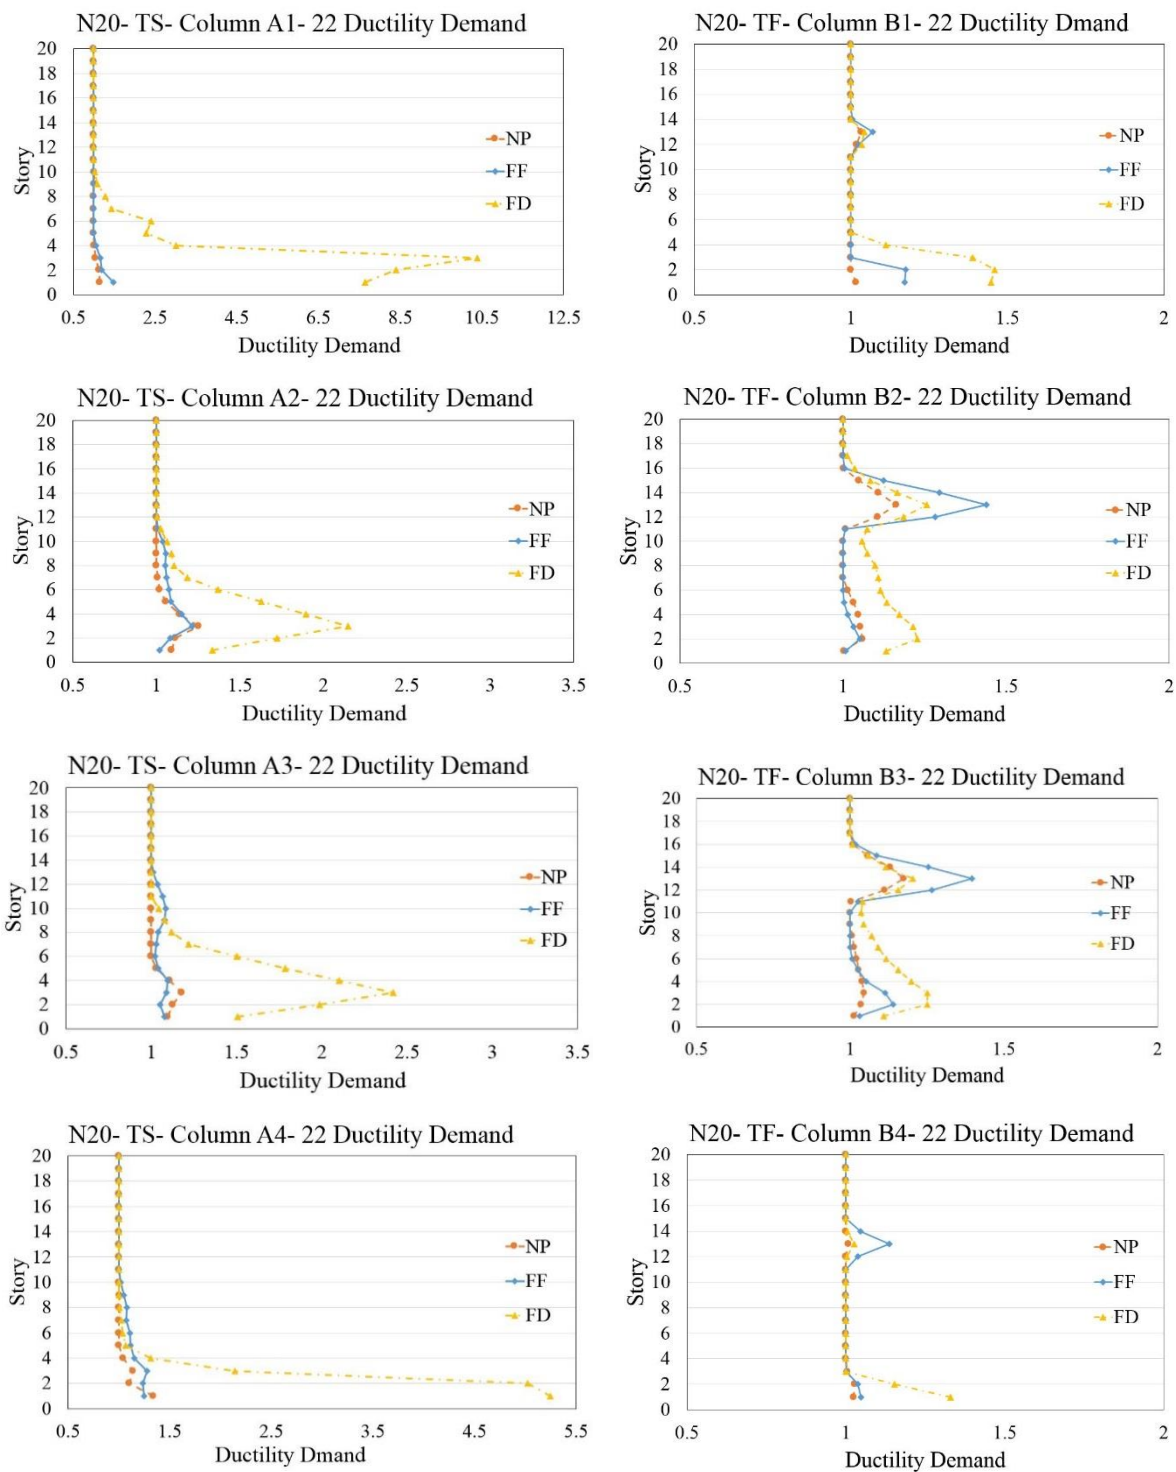 N20- TS- Column A1- 22 Ductility Demand
20
18
16
14
12
10
8
6
4
2
0
Story
NP
FF
FD
0.5 2.5 4.5 6.5 8.5 10.5 12.5
Ductility Demand
N20- TF- Column B1- 22 Ductility Dmand
20
18
16
14
12
10
8
6
4
2
0
Story
NP
FF
FD
0.5 1 1.5 2
Ductility Demand
N20- TS- Column A2- 22 Ductility Demand
20
18
16
14
12
10
8
6
4
2
0
Story
NP
FF
FD
0.5 1 1.5 2 2.5 3 3.5
Ductility Demand
N20- TF- Column B2- 22 Ductility Demand
20
18
16
14
12
10
8
6
4
2
0
Story
NP
FF
FD
0.5 1 1.5 2
Ductility Demand
N20- TS- Column A3- 22 Ductility Demand
20
18
16
14
12
10
8
6
4
2
0
Story
NP
FF
FD
0.5 1 1.5 2 2.5 3 3.5
Ductility Demand
N20- TF- Column B3- 22 Ductility Demand
20
18
16
14
12
10
8
6
4
2
0
Story
NP
FF
FD
0.5 1 1.5 2
Ductility Demand
N20- TS- Column A4- 22 Ductility Demand
20
18
16
14
12
10
8
6
4
2
0
Story
NP
FF
FD
0.5 1.5 2.5 3.5 4.5 5.5
Ductility Dmand
N20- TF- Column B4- 22 Ductility Demand
20
18
16
14
12
10
8
6
4
2
0
Story
NP
FF
FD
0.5 1 1.5 2
Ductility Demand